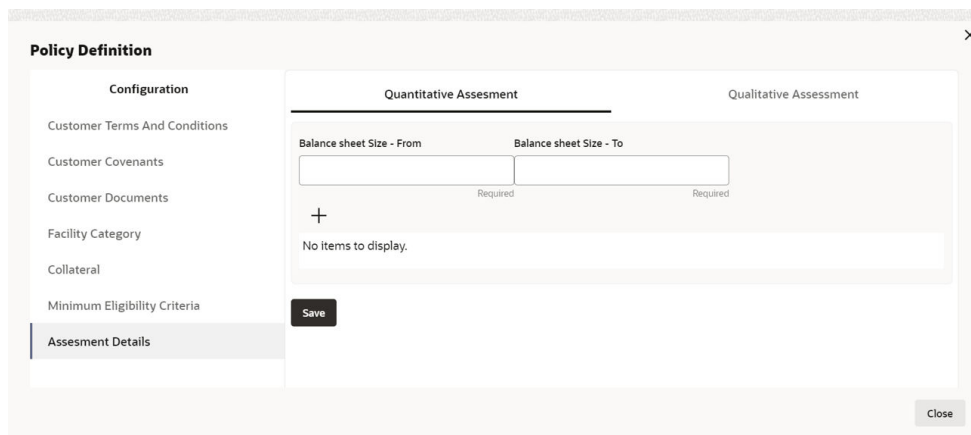 Policy Definition
Configuration
Customer Terms And Conditions
Customer Covenants
Customer Documents
Facility Category
Collateral
Minimum Eligibility Criteria
Assesment Details
Quantitative Assesment
Qualitative Assessment
Balance sheet Size - From
Balance sheet Size - To
Required
Required
No items to display.
Save
Close